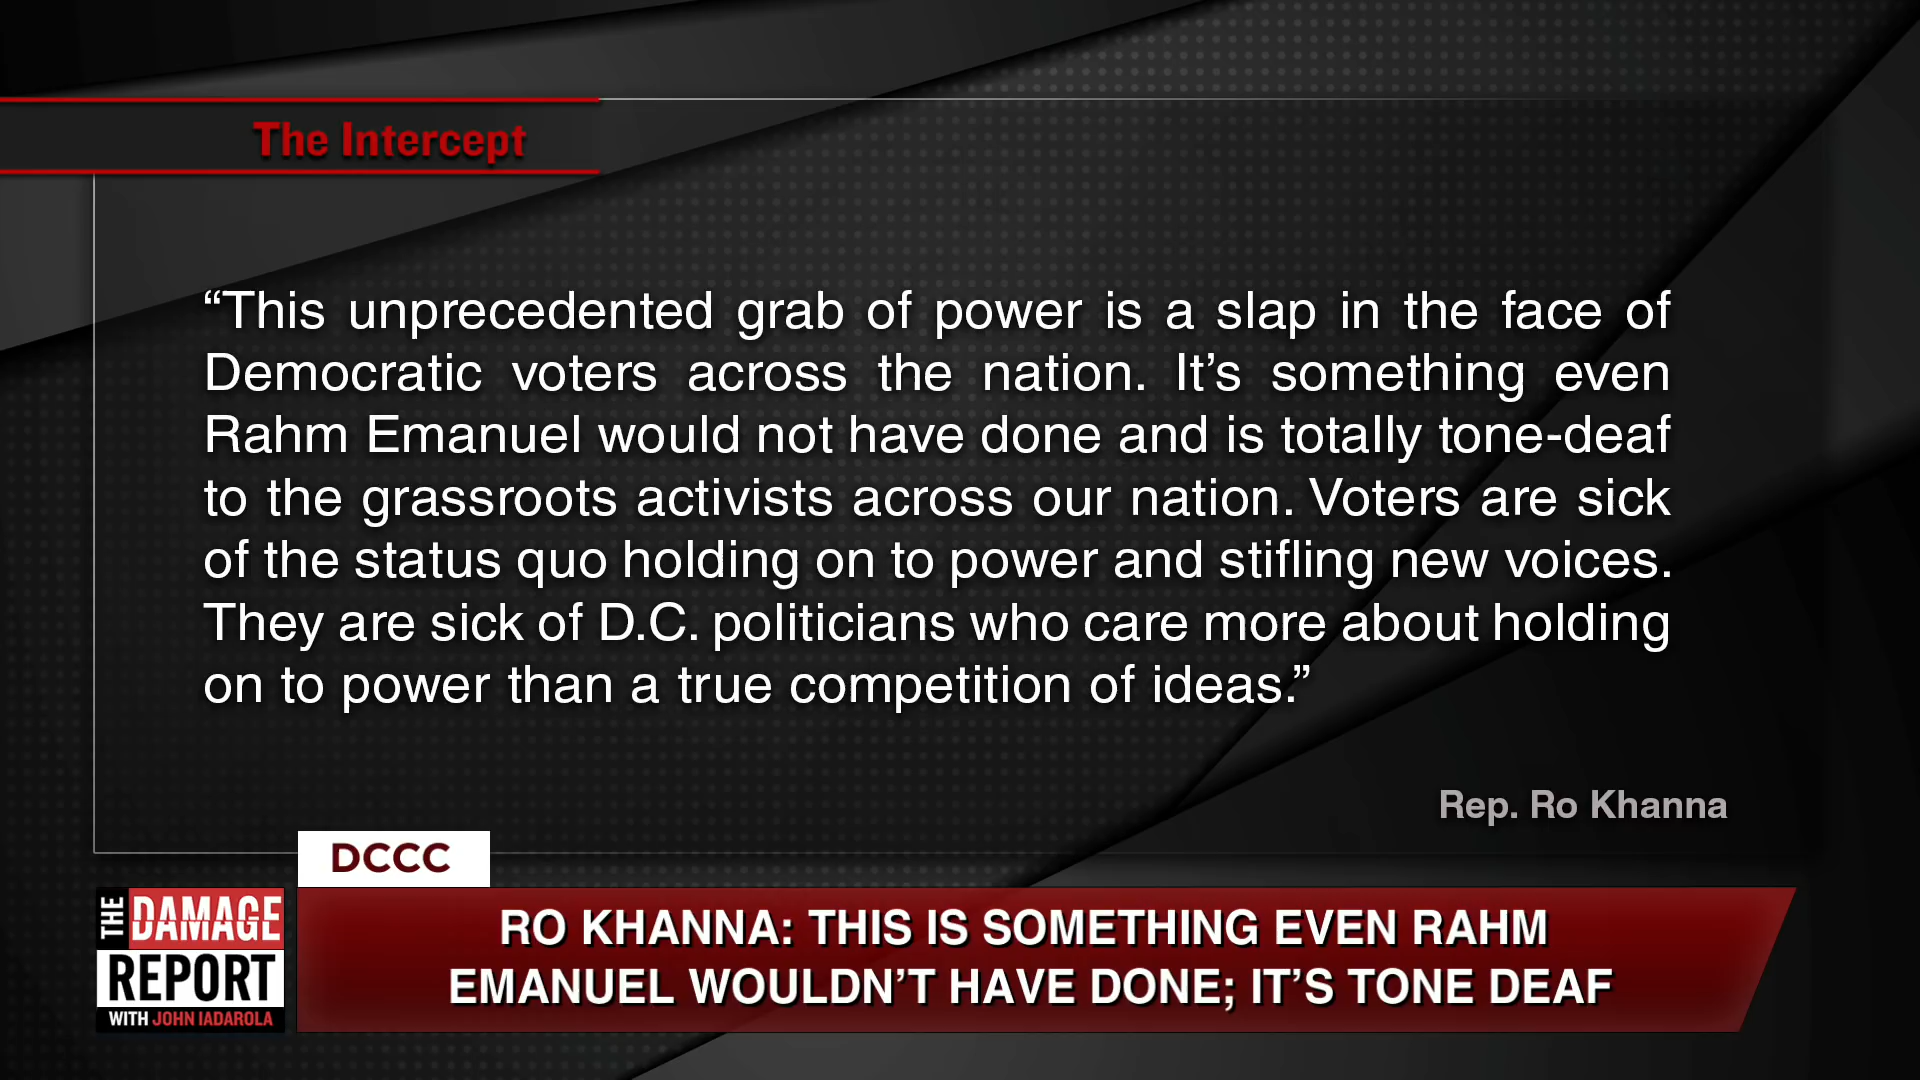 The Intercept
“This unprecedented grab of power is a slap in the face of
Democratic voters across the nation. It’s something even
Rahm Emanuel would not have done and is totally tone-deaf
to the grassroots activists across our nation. Voters are sick
of the status quo holding on to power and stifling new voices.
They are sick of D.C. politicians who care more about holding
on to power than a true competition of ideas.”
Rep. Ro Khanna
DCCC
THE DAMAGE
REPORT
WITH JOHN IADAROLA
RO KHANNA: THIS IS SOMETHING EVEN RAHM
EMANUEL WOULDN’T HAVE DONE; IT’S TONE DEAF